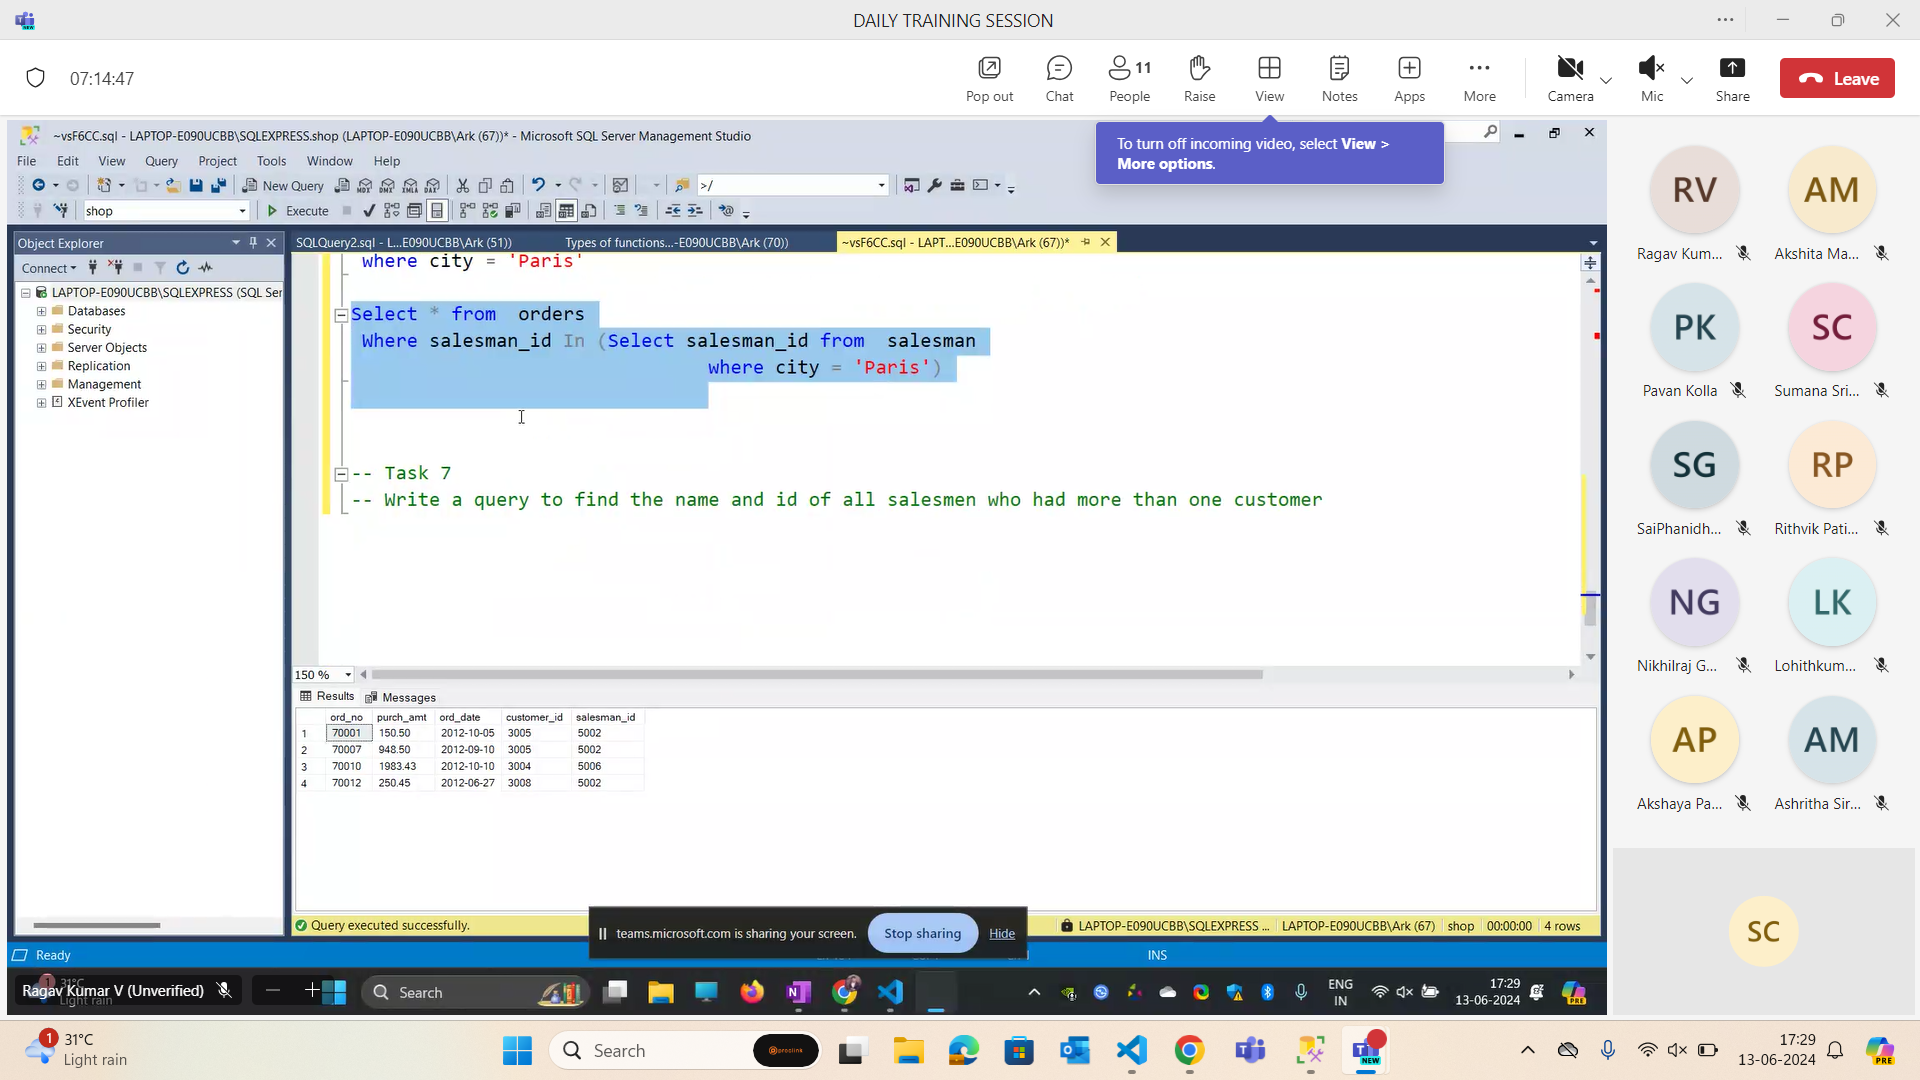 DAILY TRAINING SESSION
07:14:47
Pop out
Chat
11
People
Raise
View
Notes
Apps
More
Camera
Mic
Share
Leave
To turn off incoming video, select View >
More options.
~vsF6CC.sql - LAPTOP-E090UCBB\SQLEXPRESS.shop (LAPTOP-E090UCBB\Ark (67))* - Microsoft SQL Server Management Studio
File Edit View Query Project Tools Window Help
New Query
>/
shop
Execute
Object Explorer
SQLQuery2.sql - L...E090UCBB\Ark (51))
Types of functions...-E090UCBB\Ark (70))
~vsF6CC.sql - LAPT...E090UCBB\Ark (67))*
Connect
LAPTOP-E090UCBB\SQLEXPRESS (SQL Ser
Databases
Security
Server Objects
Replication
Management
XEvent Profiler
where city = 'Paris'
Select * from orders
Where salesman_id In (Select salesman_id from salesman
where city = 'Paris')
-- Task 7
-- Write a query to find the name and id of all salesmen who had more than one customer
150 %
Results Messages
ord_no purch_amt ord_date customer_id salesman_id
1 70001 150.50 2012-10-05 3005 5002
2 70007 948.50 2012-09-10 3005 5002
3 70010 1983.43 2012-10-10 3004 5006
4 70012 250.45 2012-06-27 3008 5002
Query executed successfully.
LAPTOP-E090UCBB\SQLEXPRESS ... LAPTOP-E090UCBB\Ark (67) shop 00:00:00 4 rows
teams.microsoft.com is sharing your screen.
Stop sharing
Hide
Ready
INS
Ragav Kumar V (Unverified)
Search
ENG
IN
17:29
13-06-2024
PRE
RV
Ragav Kum...
AM
Akshita Ma...
PK
Pavan Kolla
SC
Sumana Sri...
SG
SaiPhanidh...
RP
Rithvik Pati...
NG
Nikhilraj G...
LK
Lohithkum...
AP
Akshaya Pa...
AM
Ashritha Sir...
SC
1
31°C
Light rain
Search
proclink
NEW
17:29
13-06-2024
PRE